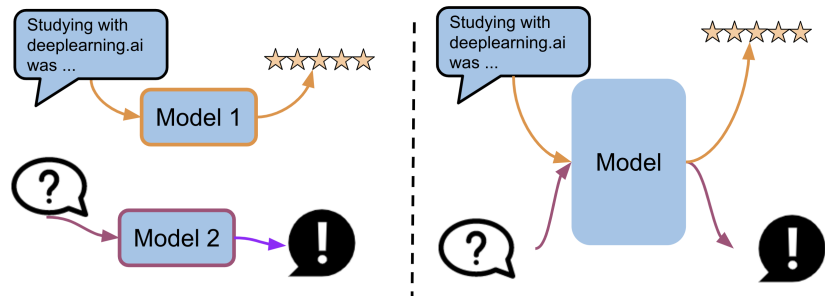 Studying with
deeplearning.ai
was ...
Model 1
?
Model 2
!
Studying with
deeplearning.ai
was ...
Model
?
!